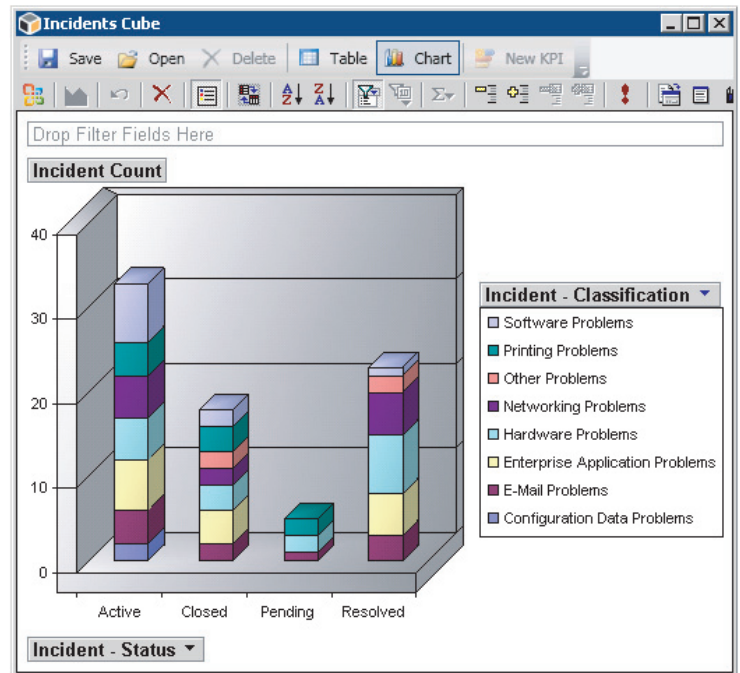 Incidents Cube
Save Open Delete Table Chart New KPI
Drop Filter Fields Here
Incident Count
40
30
20
10
0
Active Closed Pending Resolved
Incident - Status
Incident - Classification
Software Problems
Printing Problems
Other Problems
Networking Problems
Hardware Problems
Enterprise Application Problems
E-Mail Problems
Configuration Data Problems